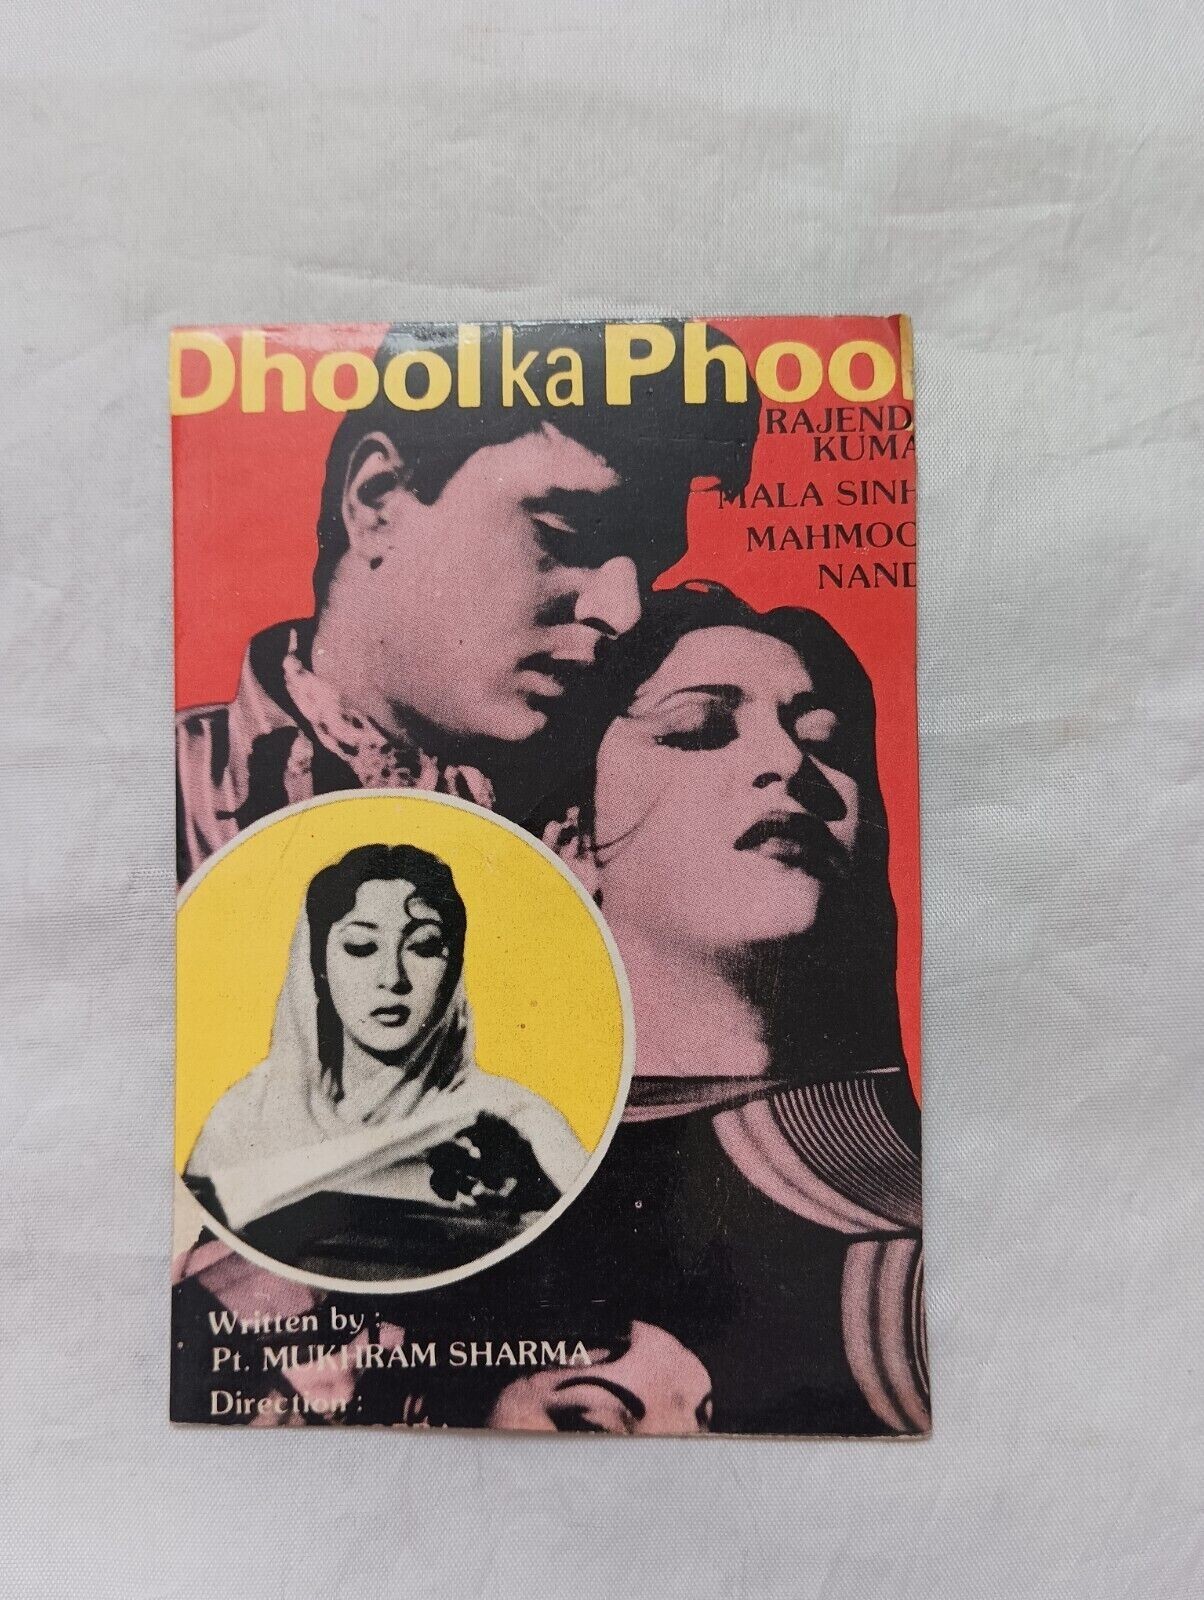 Dhool ka Phool
RAJEND
KUMA
MALA SINH
MAHMOO
NAND
Written by :
Pt. MUKHRAM SHARMA
Direction :